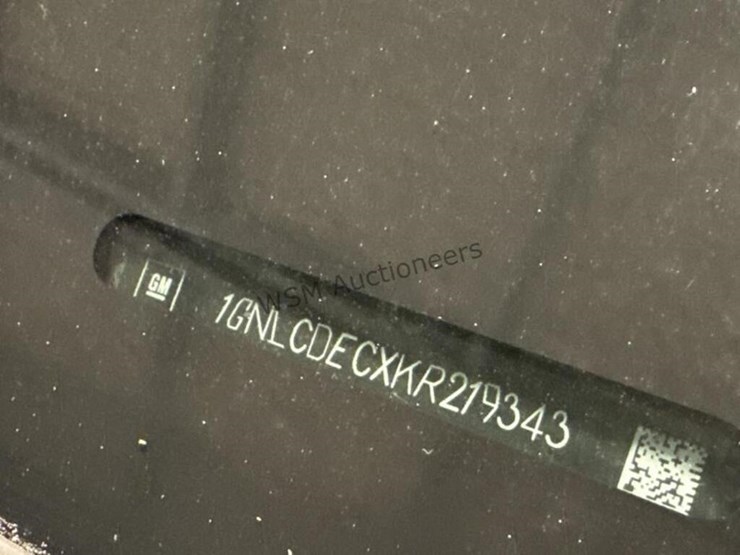 WSM Auctioneers
GM 1GNLCDECXKR219343